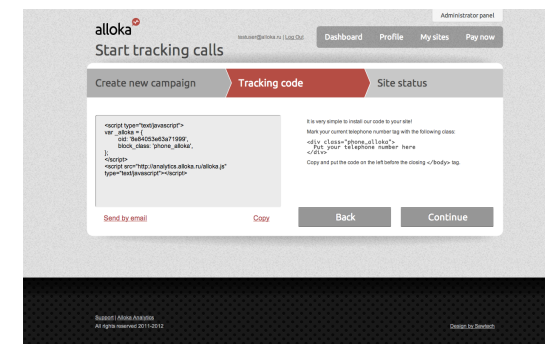 Administrator panel
alloka
testuser@alloka.ru | Log Out
Dashboard Profile My sites Pay now
Start tracking calls
Create new campaign Tracking code Site status
<script type="text/javascript">
var _alloka = {
oid: '8e84053e63a71999',
block_class: 'phone_alloka',
};
</script>
<script src="http://analytics.alloka.ru/alloka.js"
type="text/javascript"></script>
It is very simple to install our code to your site!
Mark your current telephone number tag with the following class:
<div class="phone_alloka">
Put your telephone number here
</div>
Copy and put the code on the left before the closing </body> tag.
Send by email Copy Back Continue
Support | Alloka Analytics
All rights reserved 2011-2012
Design by Sawtech